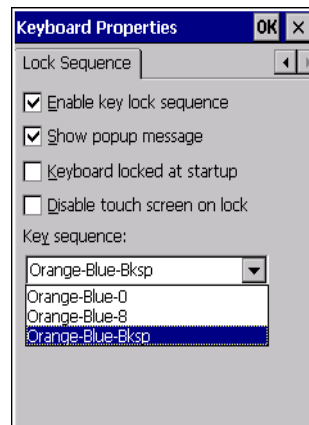 Keyboard Properties OK ×
Lock Sequence
Enable key lock sequence
Show popup message
Keyboard locked at startup
Disable touch screen on lock
Key sequence:
Orange-Blue-Bksp
Orange-Blue-0
Orange-Blue-8
Orange-Blue-Bksp